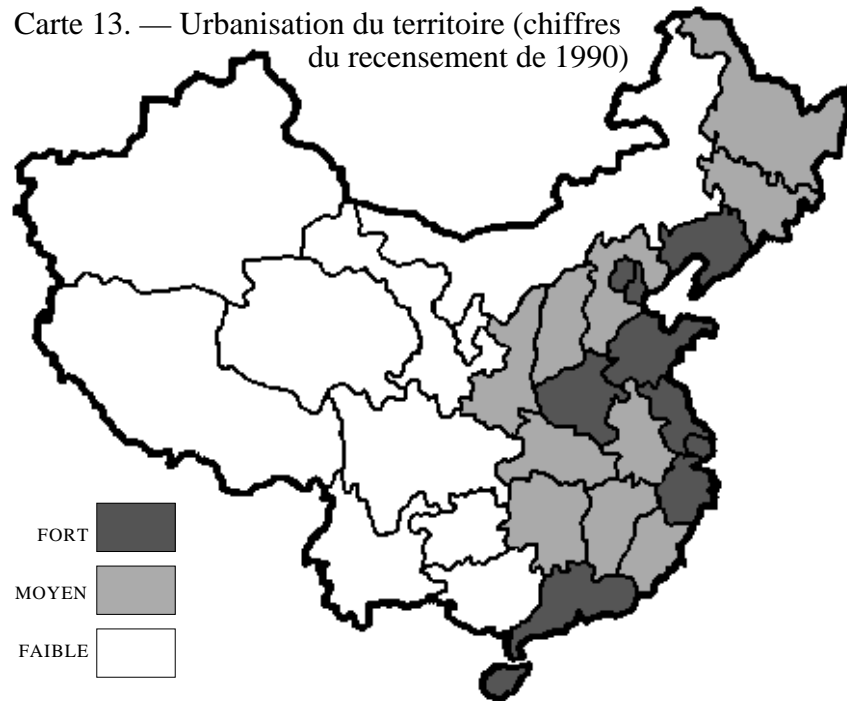 Carte 13. — Urbanisation du territoire (chiffres
du recensement de 1990)
FORT
MOYEN
FAIBLE